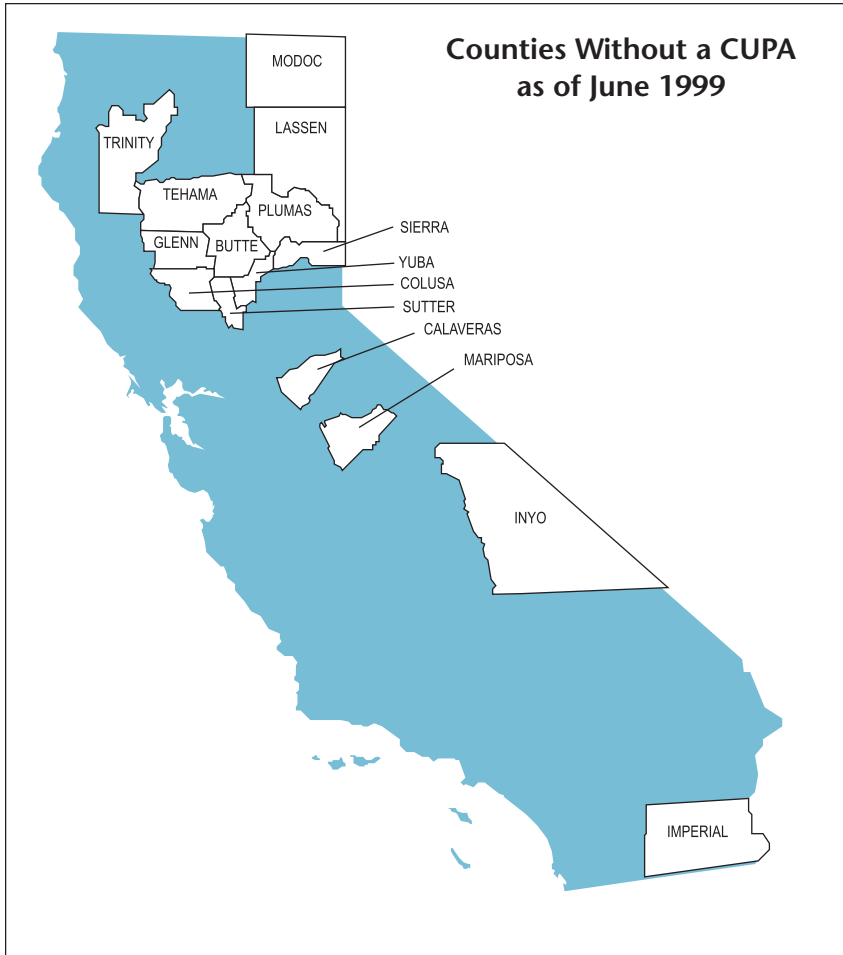 Counties Without a CUPA
as of June 1999
MODOC
LASSEN
TRINITY
TEHAMA
PLUMAS
SIERRA
GLENN
BUTTE
YUBA
COLUSA
SUTTER
CALAVERAS
MARIPOSA
INYO
IMPERIAL